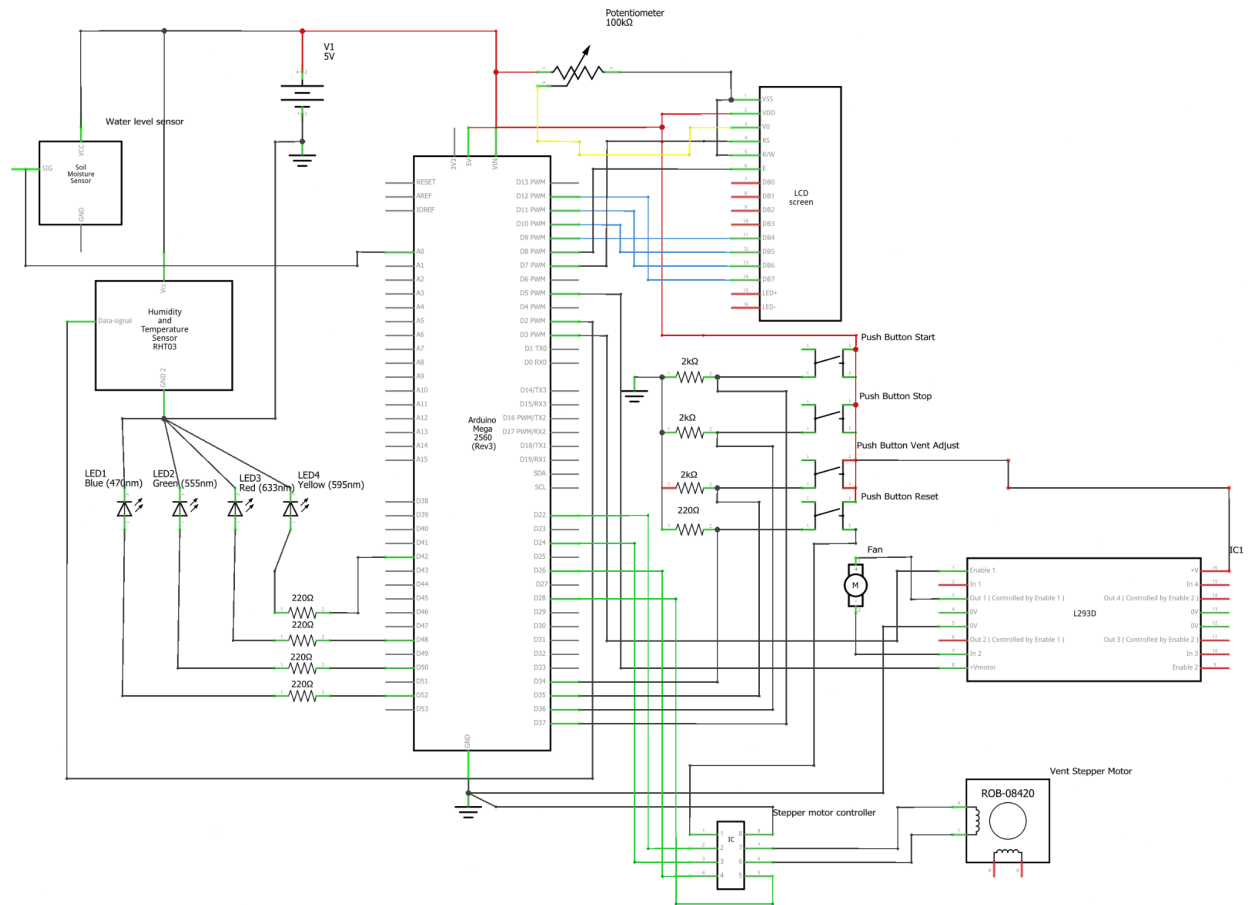 Potentiometer
100kΩ
V1
5V
Water level sensor
VCC
SIG
Soil
Moisture
Sensor
GND
Vcc
Data-signal
Humidity
and
Temperature
Sensor
RHT03
GND 2
LED1
Blue (470nm)
LED2
Green (555nm)
LED3
Red (633nm)
LED4
Yellow (595nm)
220Ω
220Ω
220Ω
220Ω
3V3
5V
VIN
RESET
AREF
IOREF
A0
A1
A2
A3
A4
A5
A6
A7
A8
A9
A10
A11
A12
A13
A14
A15
D38
D39
D40
D41
D42
D43
D44
D45
D46
D47
D48
D49
D50
D51
D52
D53
Arduino
Mega
2560
(Rev3)
D13 PWM
D12 PWM
D11 PWM
D10 PWM
D9 PWM
D8 PWM
D7 PWM
D6 PWM
D5 PWM
D4 PWM
D2 PWM
D3 PWM
D1 TX0
D0 RX0
D14/TX3
D15/RX3
D16 PWM/TX2
D17 PWM/RX2
D18/TX1
D19/RX1
SDA
SCL
D22
D23
D24
D25
D26
D27
D28
D29
D30
D31
D32
D33
D34
D35
D36
D37
GND
VSS
VDD
V0
RS
R/W
E
DB0
DB1
DB2
DB3
DB4
DB5
DB6
DB7
LED+
LED-
LCD
screen
Push Button Start
2kΩ
Push Button Stop
2kΩ
Push Button Vent Adjust
2kΩ
Push Button Reset
220Ω
Fan
M
IC1
Enable 1
In 1
Out 1 ( Controlled by Enable 1 )
0V
0V
Out 2 ( Controlled by Enable 1 )
In 2
+Vmotor
L293D
+V
In 4
Out 4 ( Controlled by Enable 2 )
0V
0V
Out 3 ( Controlled by Enable 2 )
In 3
Enable 2
Vent Stepper Motor
ROB-08420
Stepper motor controller
IC
1
2
3
4
8
7
6
5